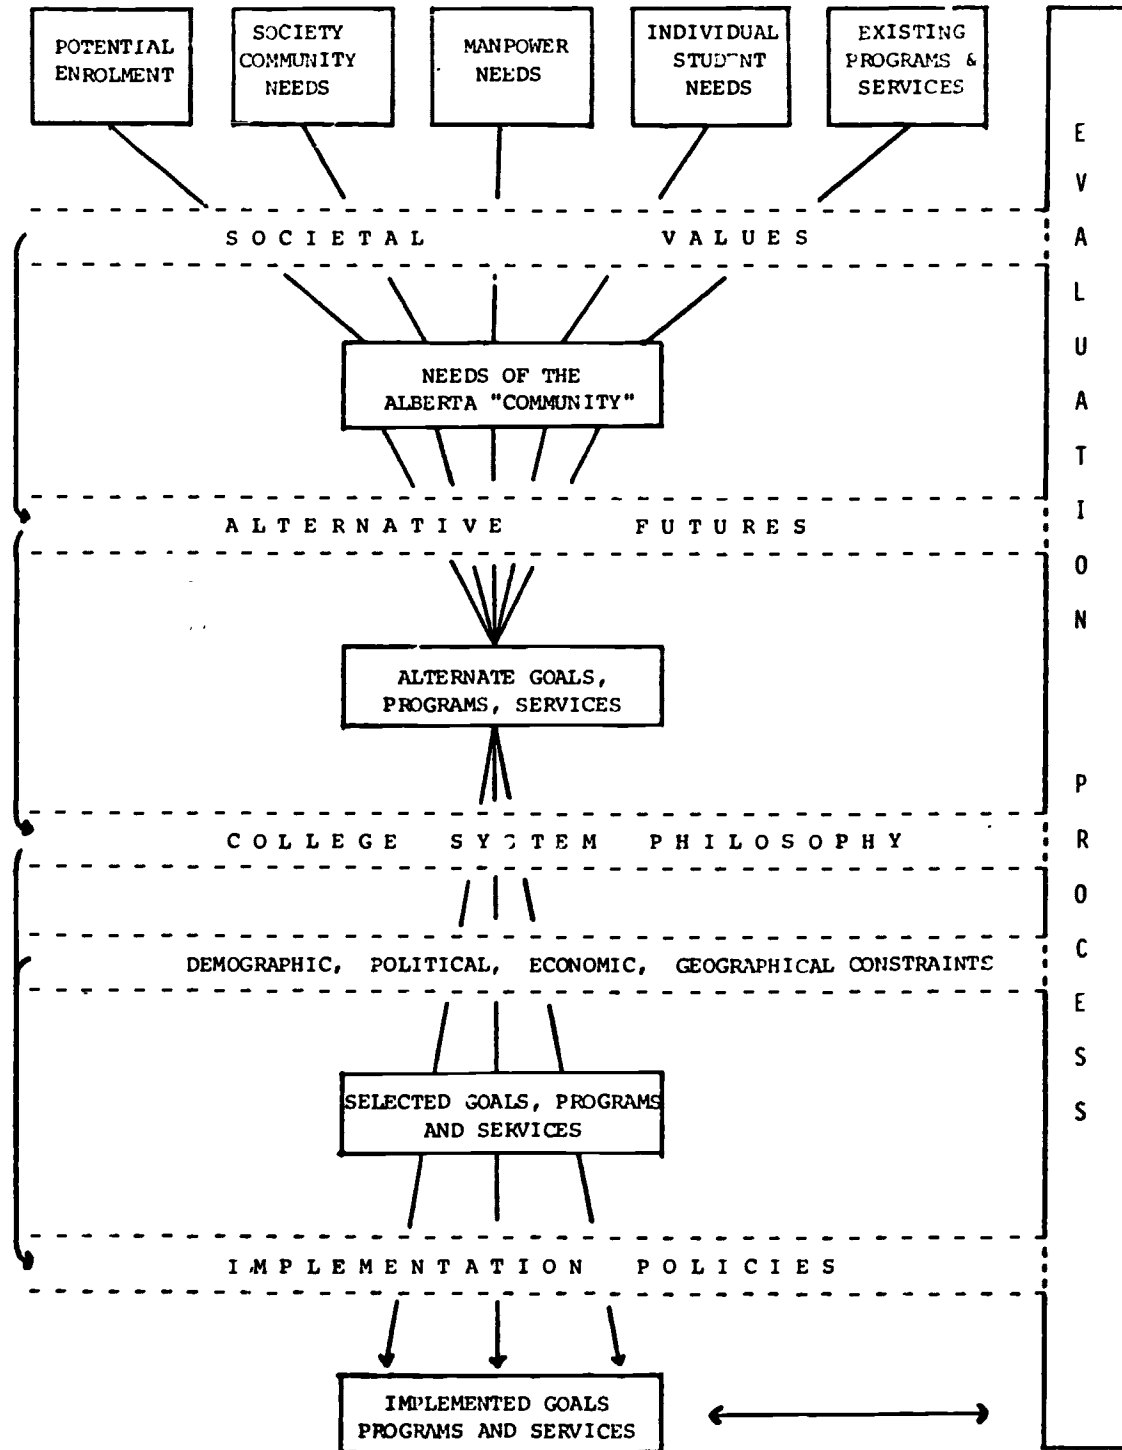 POTENTIAL
ENROLMENT
SOCIETY
COMMUNITY
NEEDS
MANPOWER
NEEDS
INDIVIDUAL
STUDENT
NEEDS
EXISTING
PROGRAMS &
SERVICES
SOCIETAL VALUES
NEEDS OF THE
ALBERTA "COMMUNITY"
ALTERNATIVE FUTURES
ALTERNATE GOALS,
PROGRAMS, SERVICES
COLLEGE SYSTEM PHILOSOPHY
DEMOGRAPHIC, POLITICAL, ECONOMIC, GEOGRAPHICAL CONSTRAINTS
SELECTED GOALS, PROGRAMS
AND SERVICES
IMPLEMENTATION POLICIES
IMPLEMENTED GOALS
PROGRAMS AND SERVICES
EVALUATION PROCESS